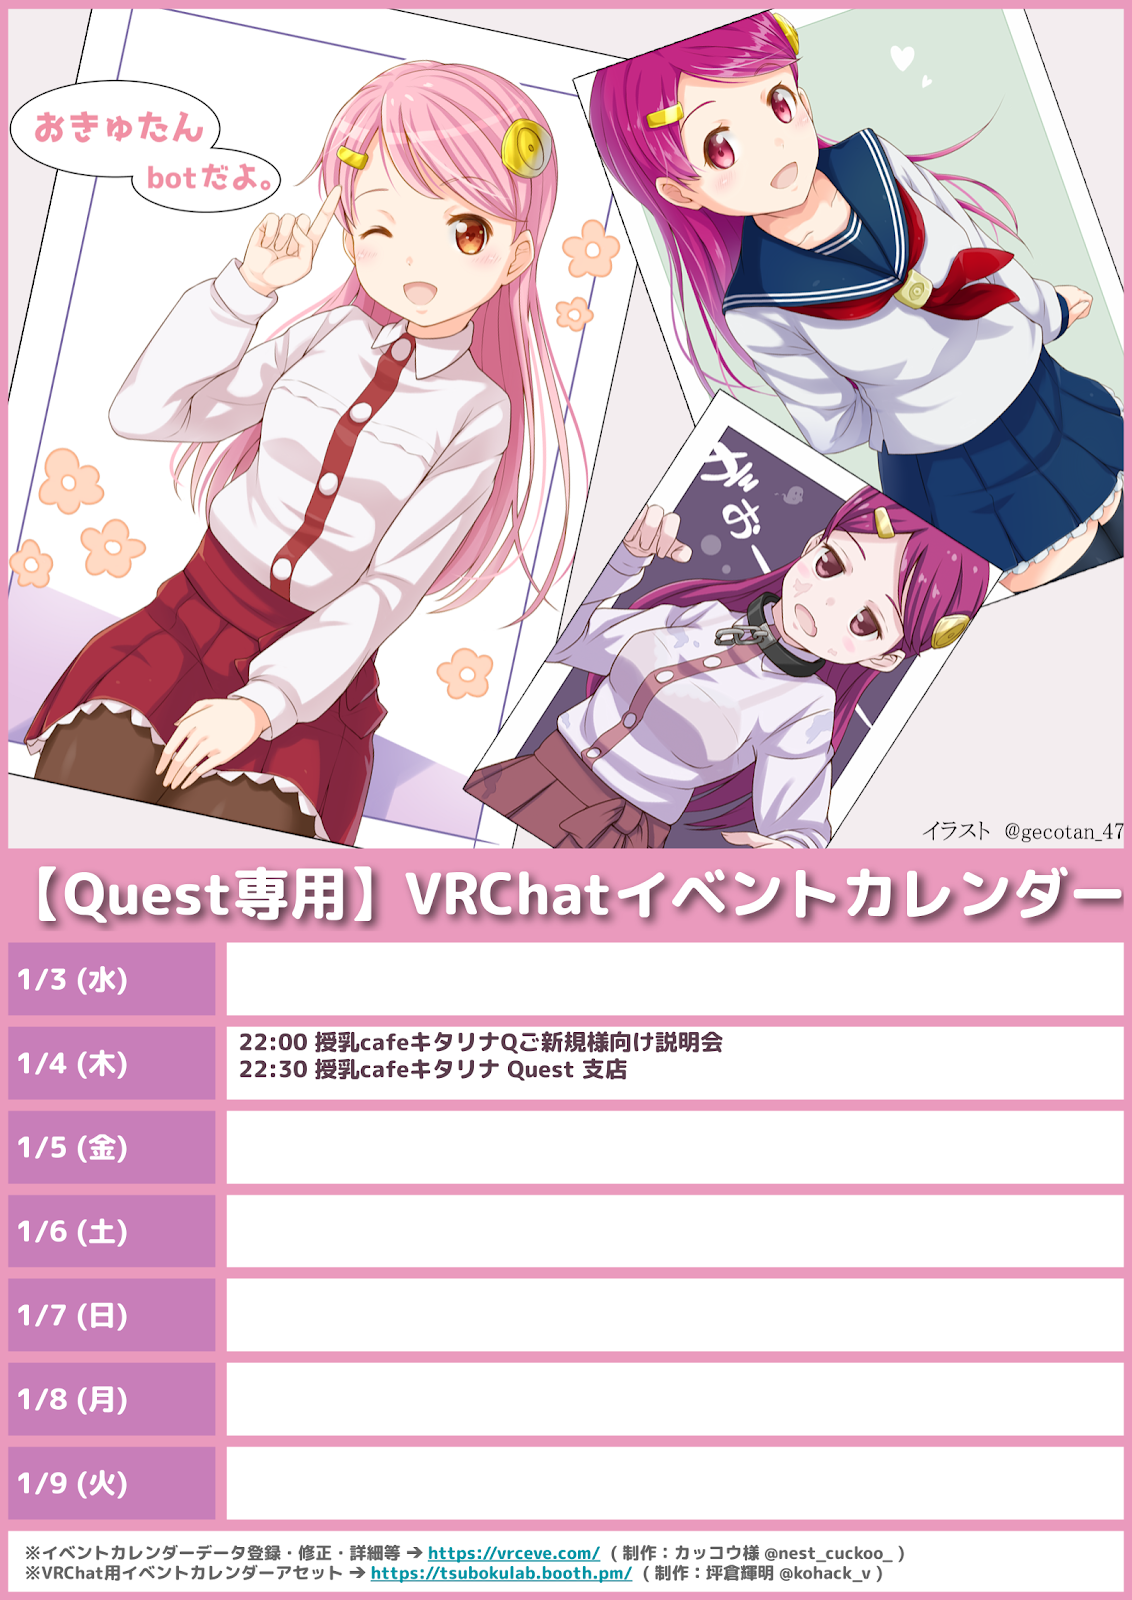 おきゅたん
botだよ。
がおー
イラスト @gecotan_47
【Quest専用】VRChatイベントカレンダー
1/3 (水)
1/4 (木)
22:00 授乳cafeキタリナQご新規様向け説明会
22:30 授乳cafeキタリナ Quest 支店
1/5 (金)
1/6 (土)
1/7 (日)
1/8 (月)
1/9 (火)
※イベントカレンダーデータ登録・修正・詳細等 ➔ https://vrceve.com/ ( 制作：カッコウ様 @nest_cuckoo_ )
※VRChat用イベントカレンダーアセット ➔ https://tsubokulab.booth.pm/ ( 制作：坪倉輝明 @kohack_v )